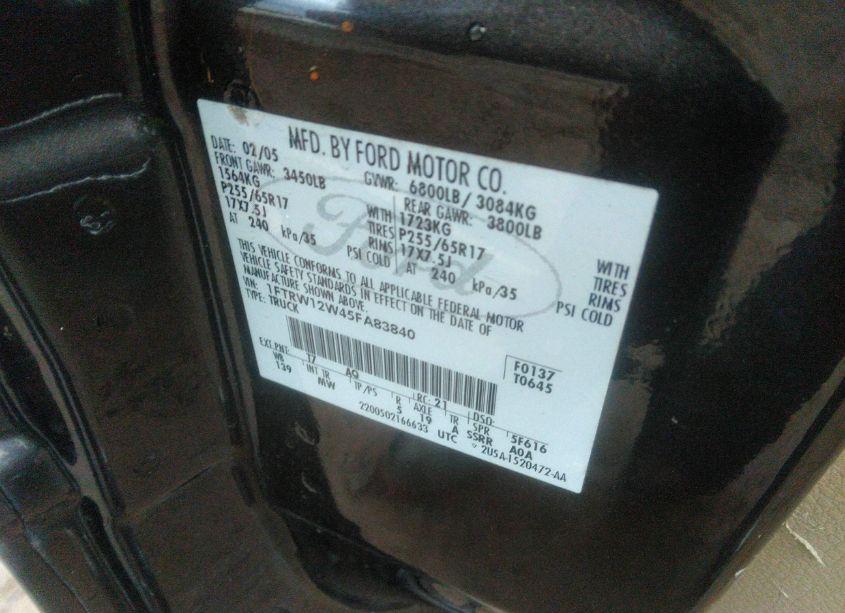 MFD. BY FORD MOTOR CO.
DATE: 02/05 GVWR: 6800LB/ 3084KG
FRONT GAWR: 3450LB REAR GAWR: 3800LB
1564KG WITH 1723KG WITH
P255/65R17 TIRES P255/65R17 TIRES
17X7.5J RIMS 17X7.5J RIMS
AT 240 kPa/35 PSI COLD AT 240 kPa/35 PSI COLD
Ford
THIS VEHICLE CONFORMS TO ALL APPLICABLE FEDERAL MOTOR
VEHICLE SAFETY STANDARDS IN EFFECT ON THE DATE OF
MANUFACTURE SHOWN ABOVE.
VIN: 1FTRW12W45FA83840
TYPE: TRUCK
F0137
T0645
EXT PNT: T7 AQ RC: 21 DSO:
WB INT TR TP/PS R AXLE TR SPR 5F616
139 MW 5 19 A SSRR A0A
2200502166633 UTC 2U5A-1520472-AA